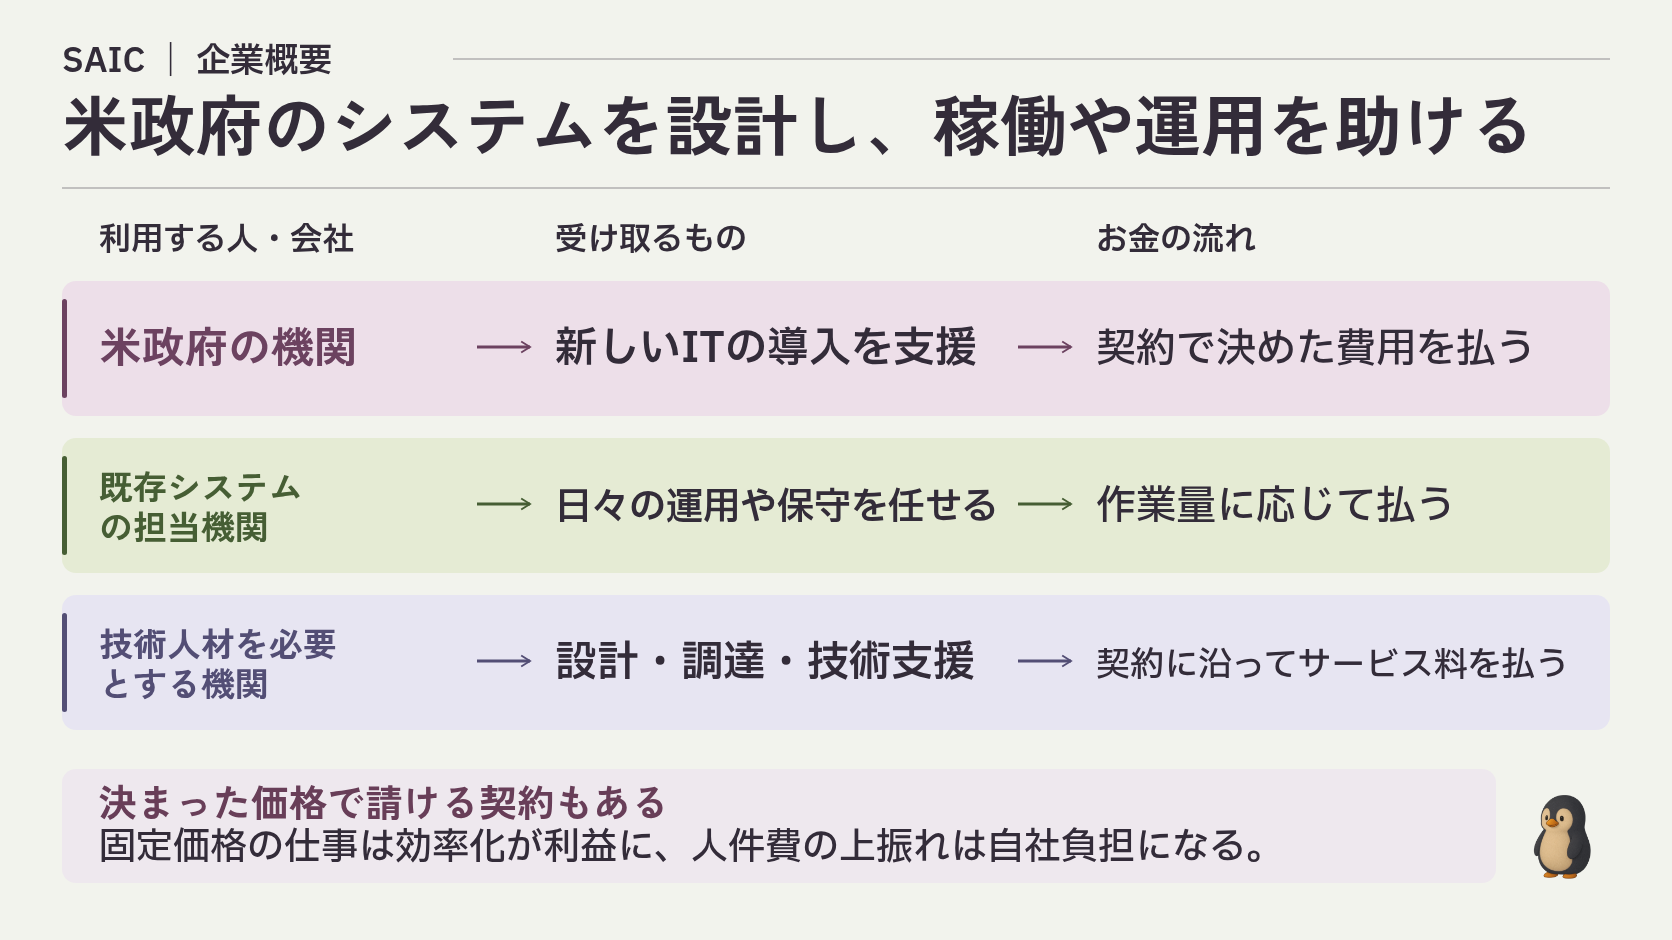 SAIC | 企業概要
米政府のシステムを設計し、稼働や運用を助ける
利用する人・会社
受け取るもの
お金の流れ
米政府の機関
新しいITの導入を支援
契約で決めた費用を払う
既存システム
の担当機関
日々の運用や保守を任せる
作業量に応じて払う
技術人材を必要
とする機関
設計・調達・技術支援
契約に沿ってサービス料を払う
決まった価格で請ける契約もある
固定価格の仕事は効率化が利益に、人件費の上振れは自社負担になる。